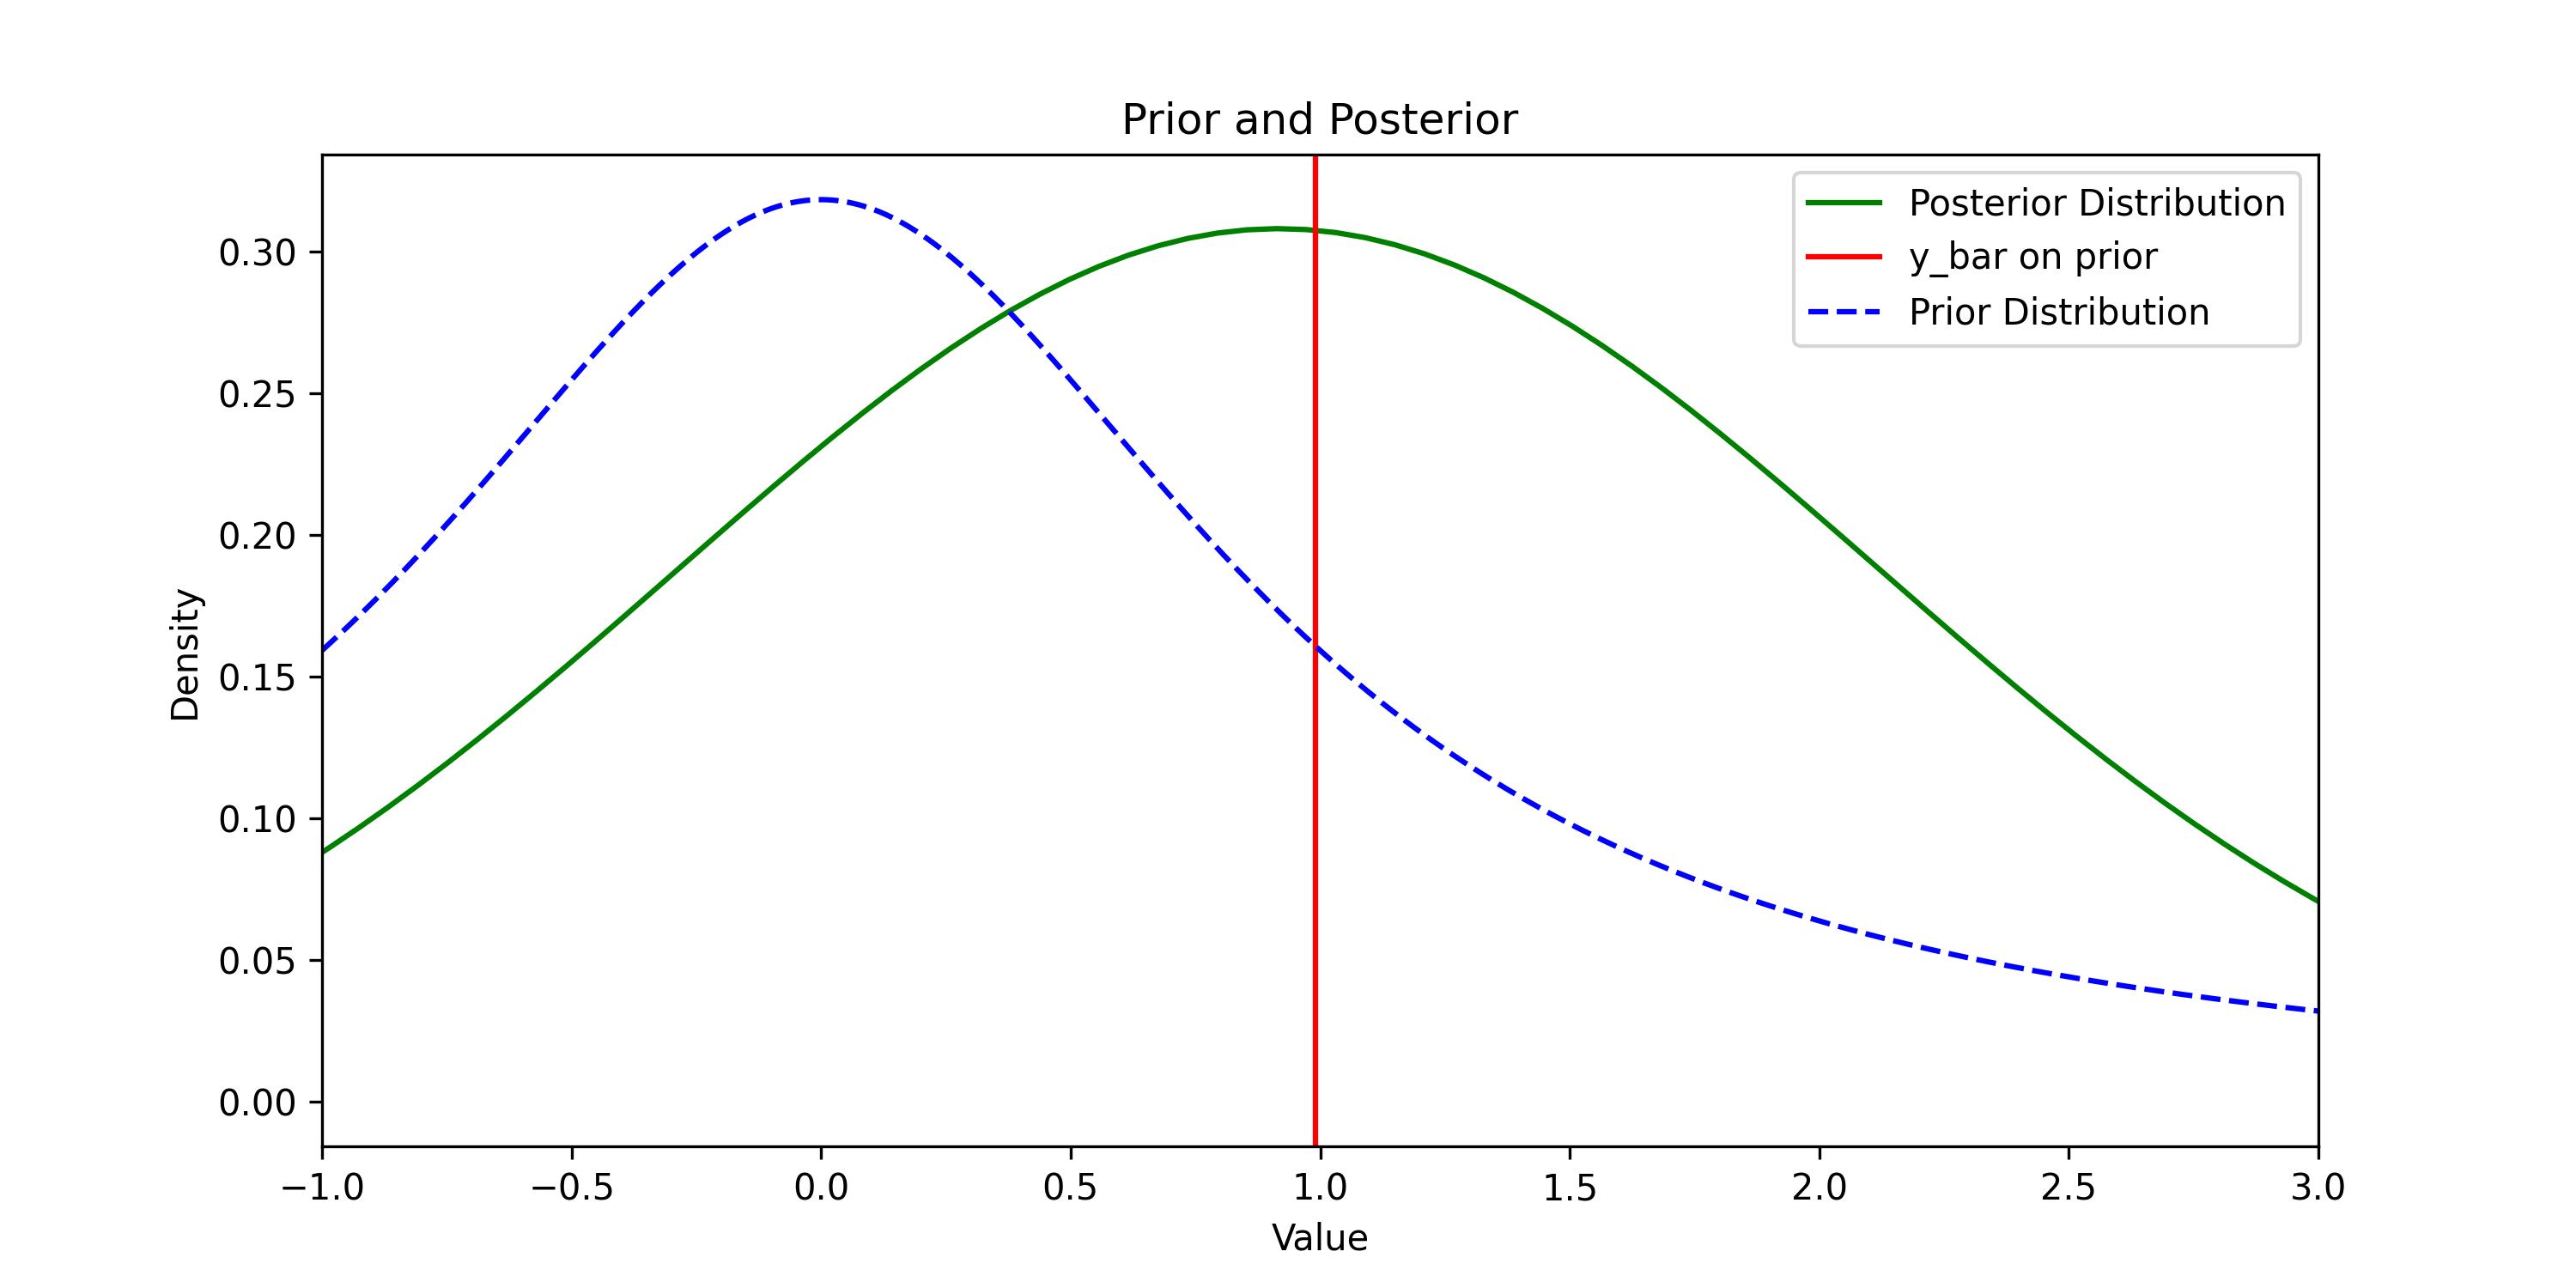 Prior and Posterior
Posterior Distribution
y_bar on prior
Prior Distribution
Density
0.30
0.25
0.20
0.15
0.10
0.05
0.00
−1.0 −0.5 0.0 0.5 1.0 1.5 2.0 2.5 3.0
Value